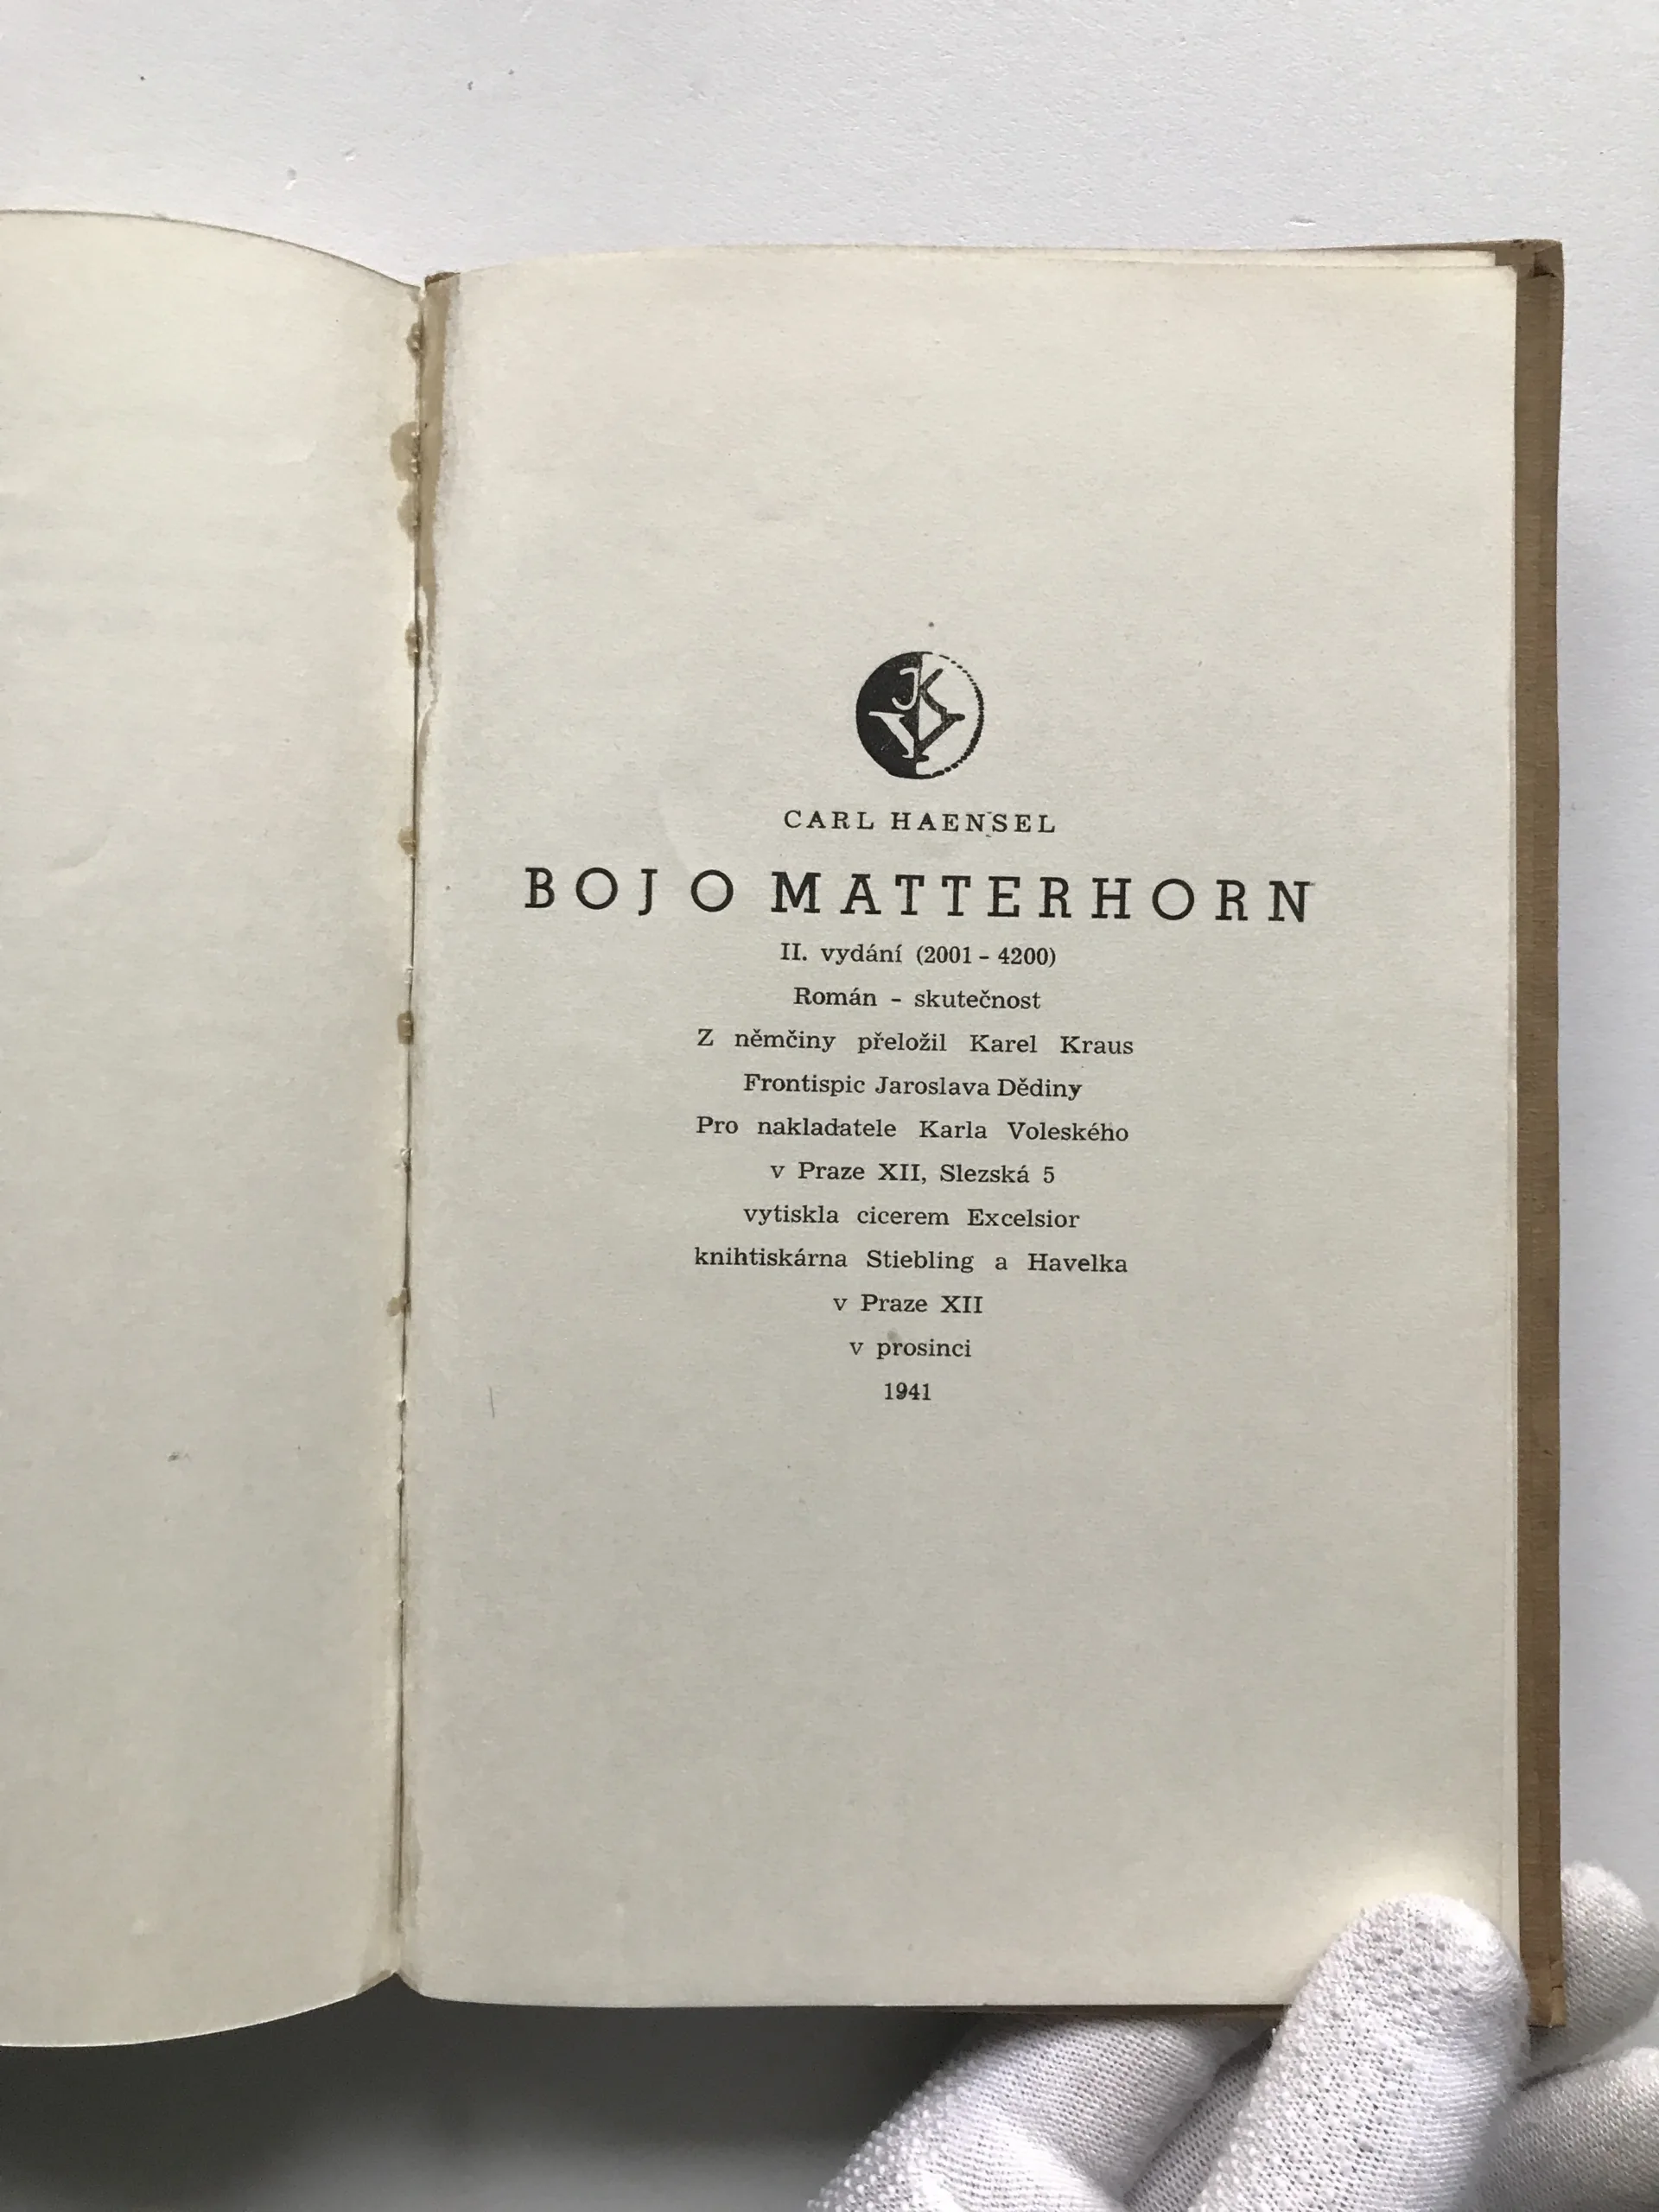 CARL HAENSEL
BOJ O MATTERHORN
II. vydání (2001 - 4200)
Román - skutečnost
Z němčiny přeložil Karel Kraus
Frontispic Jaroslava Dědiny
Pro nakladatele Karla Voleského
v Praze XII, Slezská 5
vytiskla cicerem Excelsior
knihtiskárna Stiebling a Havelka
v Praze XII
v prosinci
1941